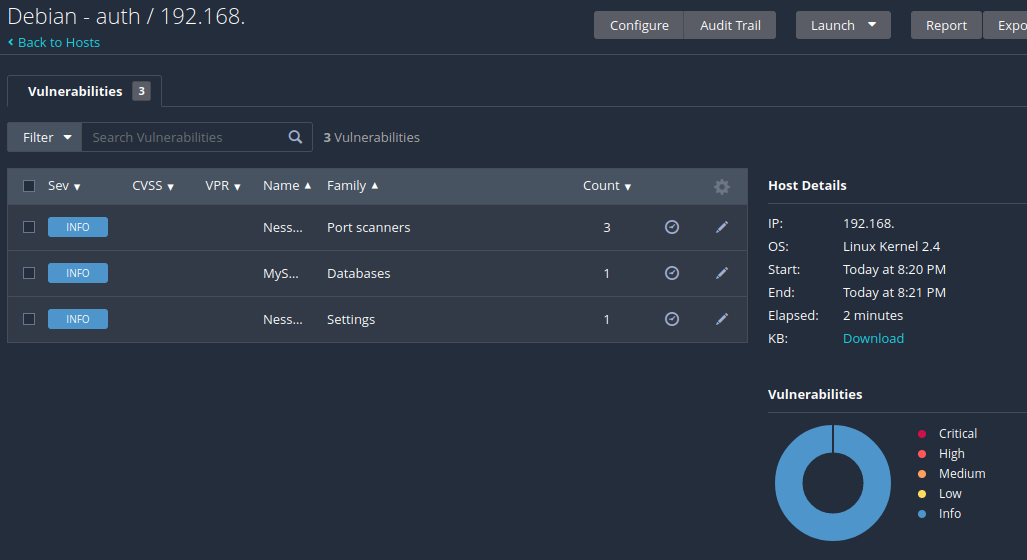 Debian - auth / 192.168.
Back to Hosts
Configure Audit Trail Launch Report Expo
Vulnerabilities 3
Filter Search Vulnerabilities 3 Vulnerabilities
Sev CVSS VPR Name Family Count
INFO Ness... Port scanners 3
INFO MyS... Databases 1
INFO Ness... Settings 1
Host Details
IP: 192.168.
OS: Linux Kernel 2.4
Start: Today at 8:20 PM
End: Today at 8:21 PM
Elapsed: 2 minutes
KB: Download
Vulnerabilities
Critical
High
Medium
Low
Info